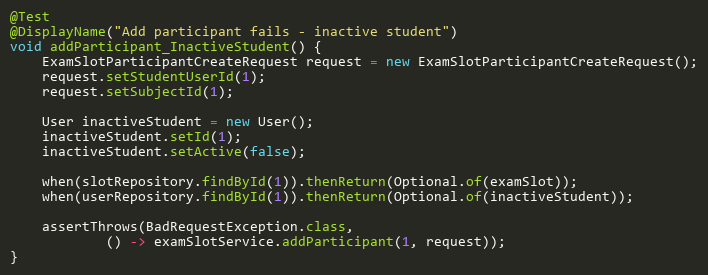 @Test
@DisplayName("Add participant fails - inactive student")
void addParticipant_InactiveStudent() {
    ExamSlotParticipantCreateRequest request = new ExamSlotParticipantCreateRequest();
    request.setStudentUserId(1);
    request.setSubjectId(1);

    User inactiveStudent = new User();
    inactiveStudent.setId(1);
    inactiveStudent.setActive(false);

    when(slotRepository.findById(1)).thenReturn(Optional.of(examSlot));
    when(userRepository.findById(1)).thenReturn(Optional.of(inactiveStudent));

    assertThrows(BadRequestException.class,
            () -> examSlotService.addParticipant(1, request));
}